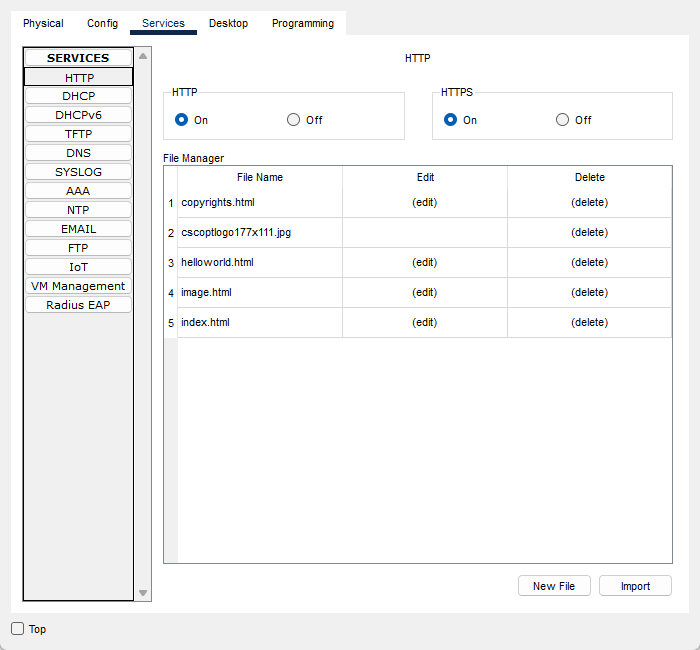 Physical Config Services Desktop Programming
SERVICES
HTTP
DHCP
DHCPv6
TFTP
DNS
SYSLOG
AAA
NTP
EMAIL
FTP
IoT
VM Management
Radius EAP
HTTP
HTTP
On Off
HTTPS
On Off
File Manager
File Name Edit Delete
1 copyrights.html (edit) (delete)
2 cscoptlogo177x111.jpg (delete)
3 helloworld.html (edit) (delete)
4 image.html (edit) (delete)
5 index.html (edit) (delete)
New File Import
Top